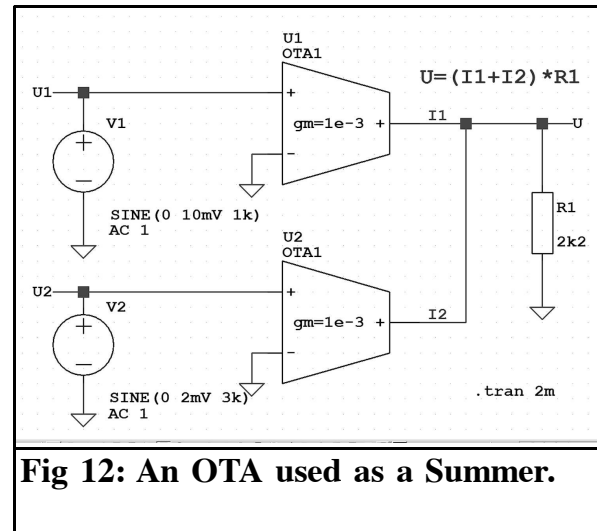 U1
OTA1
U=(I1+I2)*R1
U1
+
I1
U
V1
gm=1e-3 +
+
−
−
SINE(0 10mV 1k)
AC 1
R1
2k2
U2
OTA1
U2
+
V2
gm=1e-3 +
I2
+
−
−
SINE(0 2mV 3k)
AC 1
.tran 2m
Fig 12: An OTA used as a Summer.